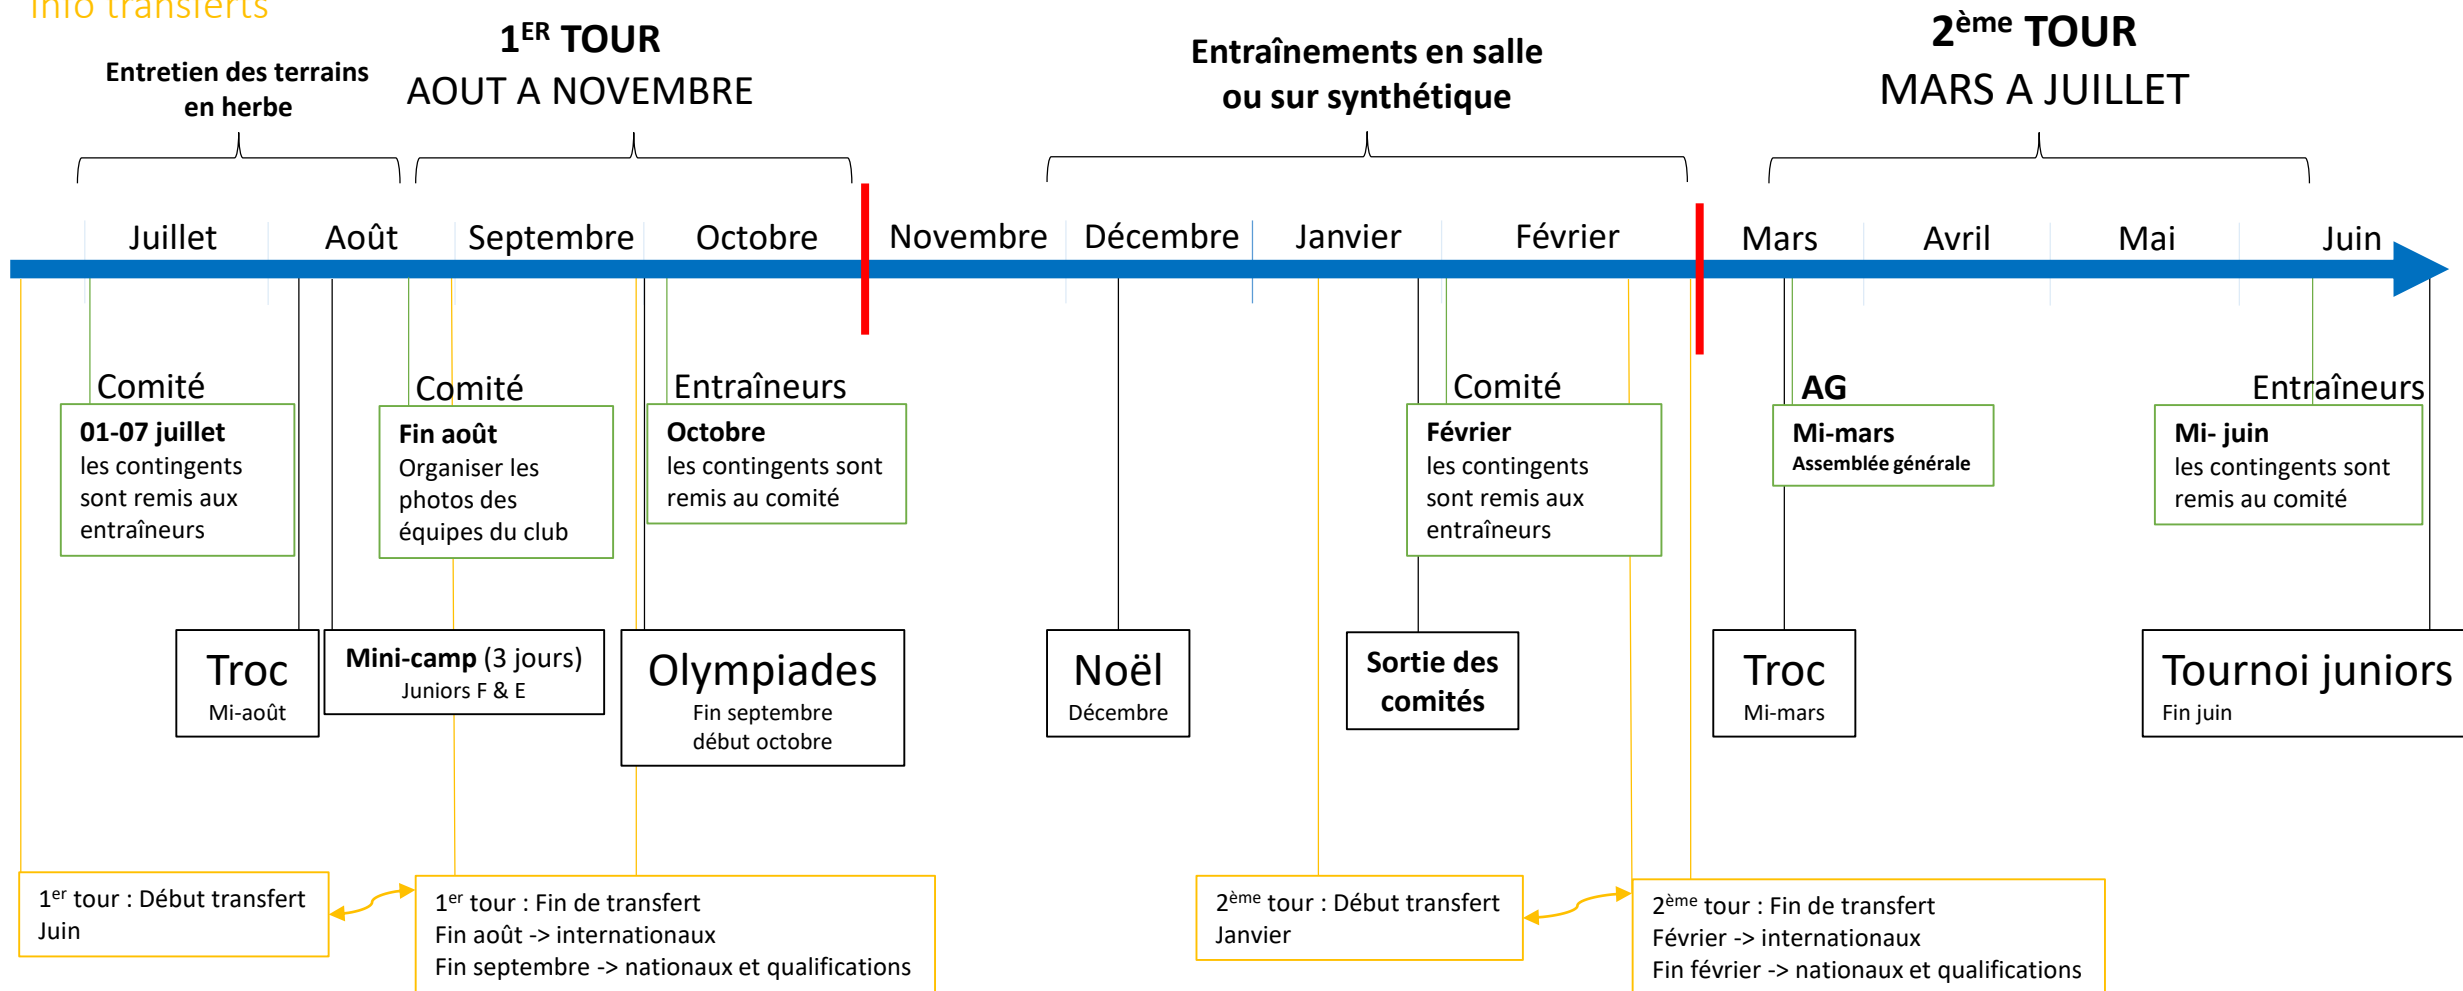 Info transferts
1ER TOUR
AOUT A NOVEMBRE
Entretien des terrains
en herbe
Entraînements en salle
ou sur synthétique
2ème TOUR
MARS A JUILLET
Juillet
Août
Septembre
Octobre
Novembre
Décembre
Janvier
Février
Mars
Avril
Mai
Juin
Comité
01-07 juillet
les contingents
sont remis aux
entraîneurs
Comité
Fin août
Organiser les
photos des
équipes du club
Entraîneurs
Octobre
les contingents sont
remis au comité
Comité
Février
les contingents
sont remis aux
entraîneurs
AG
Mi-mars
Assemblée générale
Entraîneurs
Mi- juin
les contingents sont
remis au comité
Troc
Mi-août
Mini-camp (3 jours)
Juniors F & E
Olympiades
Fin septembre
début octobre
Noël
Décembre
Sortie des
comités
Troc
Mi-mars
Tournoi juniors
Fin juin
1er tour : Début transfert
Juin
1er tour : Fin de transfert
Fin août -> internationaux
Fin septembre -> nationaux et qualifications
2ème tour : Début transfert
Janvier
2ème tour : Fin de transfert
Février -> internationaux
Fin février -> nationaux et qualifications